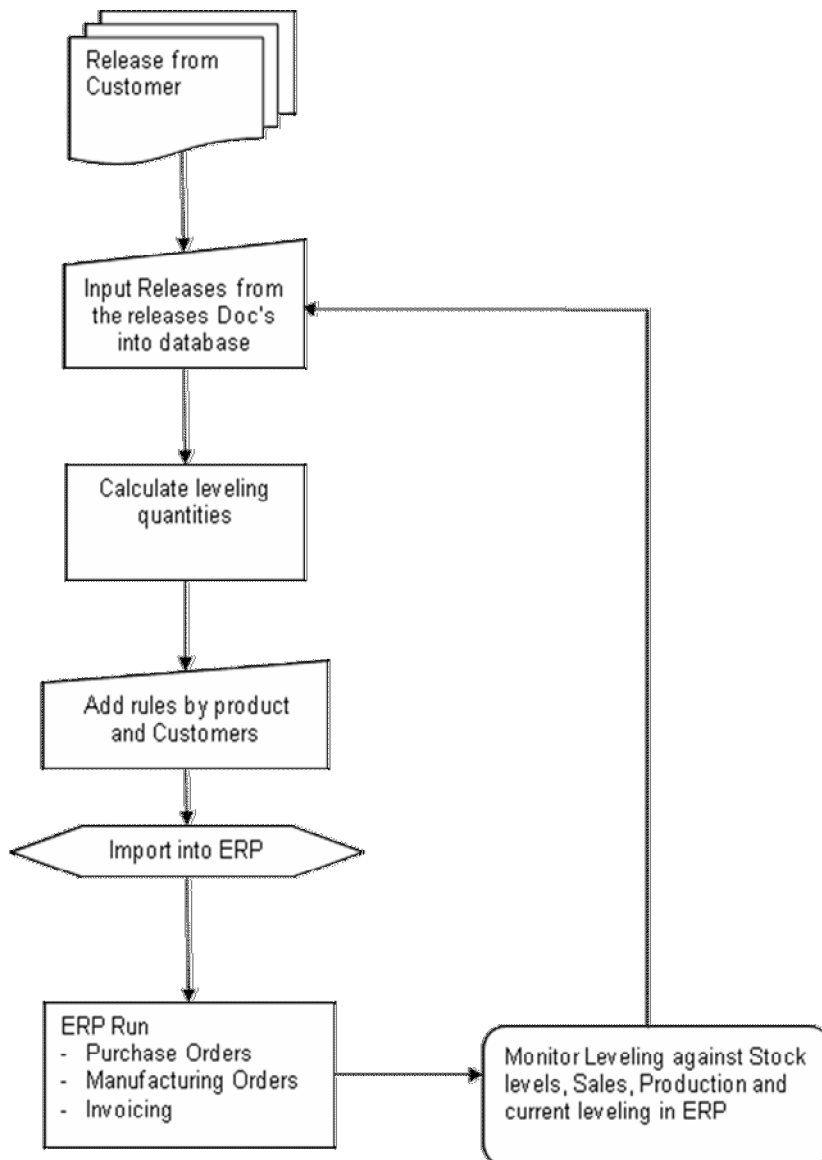 Release from
Customer
Input Releases from
the releases Doc's
into database
Calculate leveling
quantities
Add rules by product
and Customers
Import into ERP
ERP Run
- Purchase Orders
- Manufacturing Orders
- Invoicing
Monitor Leveling against Stock
levels, Sales, Production and
current leveling in ERP